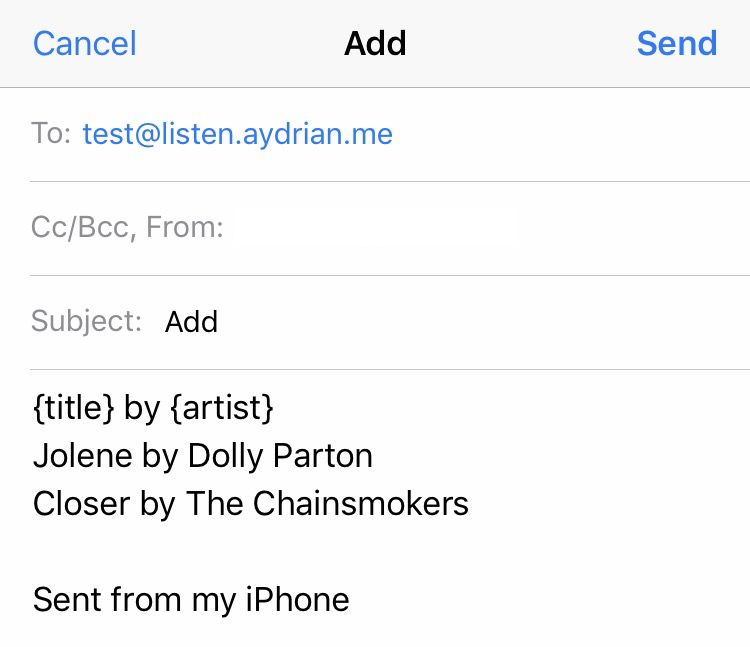 Cancel Add Send
To: test@listen.aydrian.me
Cc/Bcc, From:
Subject: Add
{title} by {artist}
Jolene by Dolly Parton
Closer by The Chainsmokers
Sent from my iPhone